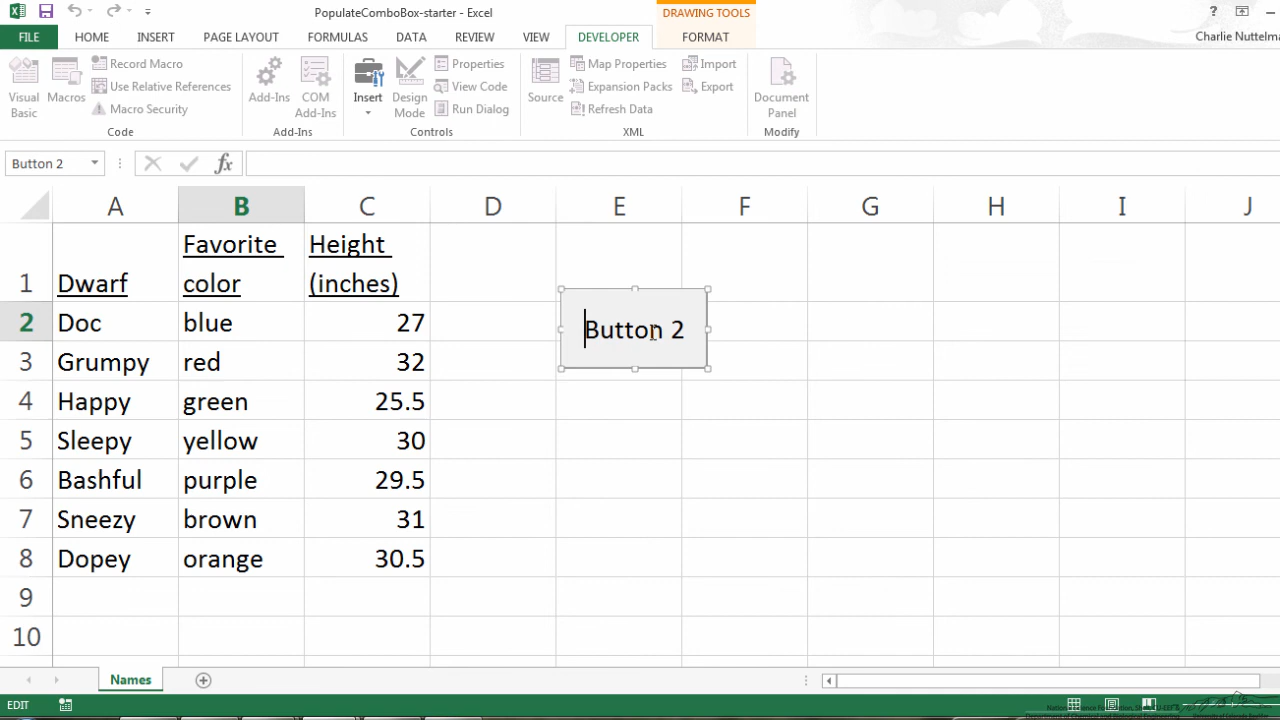 PopulateComboBox-starter - Excel
DRAWING TOOLS
?
FILE HOME INSERT PAGE LAYOUT FORMULAS DATA REVIEW VIEW DEVELOPER FORMAT Charlie Nuttelma
Visual Basic
Macros
Record Macro
Use Relative References
Macro Security
Code
Add-Ins
COM Add-Ins
Add-Ins
Insert
Design Mode
Properties
View Code
Run Dialog
Controls
Source
Map Properties
Expansion Packs
Refresh Data
Import
Export
XML
Document Panel
Modify
Button 2 fx
A B C D E F G H I J
1 Dwarf Favorite color Height (inches)
2 Doc blue 27
Button 2
3 Grumpy red 32
4 Happy green 25.5
5 Sleepy yellow 30
6 Bashful purple 29.5
7 Sneezy brown 31
8 Dopey orange 30.5
9
10
Names
EDIT